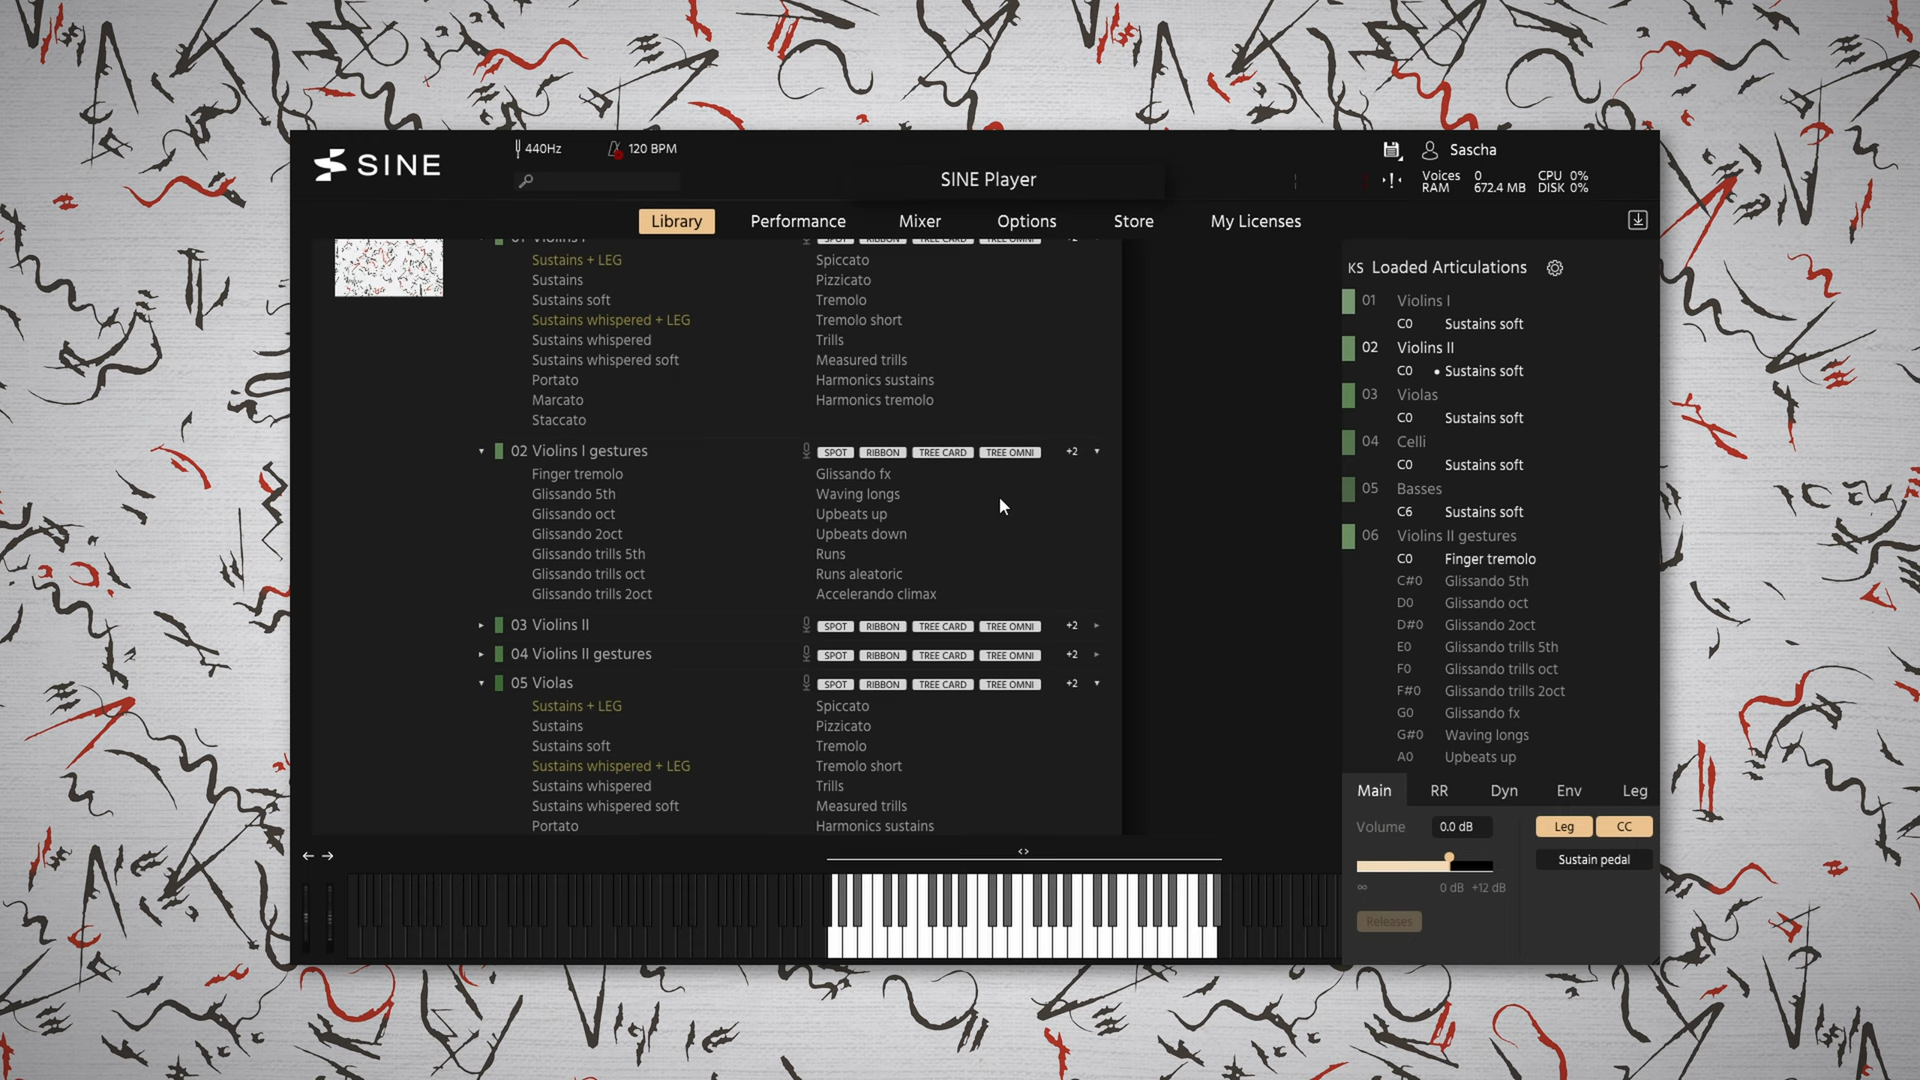 SINE
440Hz
120 BPM
SINE Player
Sascha
Voices 0
RAM 672.4 MB
CPU 0%
DISK 0%
Library
Performance
Mixer
Options
Store
My Licenses
01 Violins I
SPOT RIBBON TREE CARD TREE OMNI +2
Sustains + LEG
Sustains
Sustains soft
Sustains whispered + LEG
Sustains whispered
Sustains whispered soft
Portato
Marcato
Staccato
Spiccato
Pizzicato
Tremolo
Tremolo short
Trills
Measured trills
Harmonics sustains
Harmonics tremolo
02 Violins I gestures
SPOT RIBBON TREE CARD TREE OMNI +2
Finger tremolo
Glissando 5th
Glissando oct
Glissando 2oct
Glissando trills 5th
Glissando trills oct
Glissando trills 2oct
Glissando fx
Waving longs
Upbeats up
Upbeats down
Runs
Runs aleatoric
Accelerando climax
03 Violins II
SPOT RIBBON TREE CARD TREE OMNI +2
04 Violins II gestures
SPOT RIBBON TREE CARD TREE OMNI +2
05 Violas
SPOT RIBBON TREE CARD TREE OMNI +2
Sustains + LEG
Sustains
Sustains soft
Sustains whispered + LEG
Sustains whispered
Sustains whispered soft
Portato
Spiccato
Pizzicato
Tremolo
Tremolo short
Trills
Measured trills
Harmonics sustains
KS Loaded Articulations
01 Violins I
C0 Sustains soft
02 Violins II
C0 • Sustains soft
03 Violas
C0 Sustains soft
04 Celli
C0 Sustains soft
05 Basses
C6 Sustains soft
06 Violins II gestures
C0 Finger tremolo
C#0 Glissando 5th
D0 Glissando oct
D#0 Glissando 2oct
E0 Glissando trills 5th
F0 Glissando trills oct
F#0 Glissando trills 2oct
G0 Glissando fx
G#0 Waving longs
A0 Upbeats up
Main RR Dyn Env Leg
Volume 0.0 dB
Leg CC
Sustain pedal
∞ 0 dB +12 dB
Releases